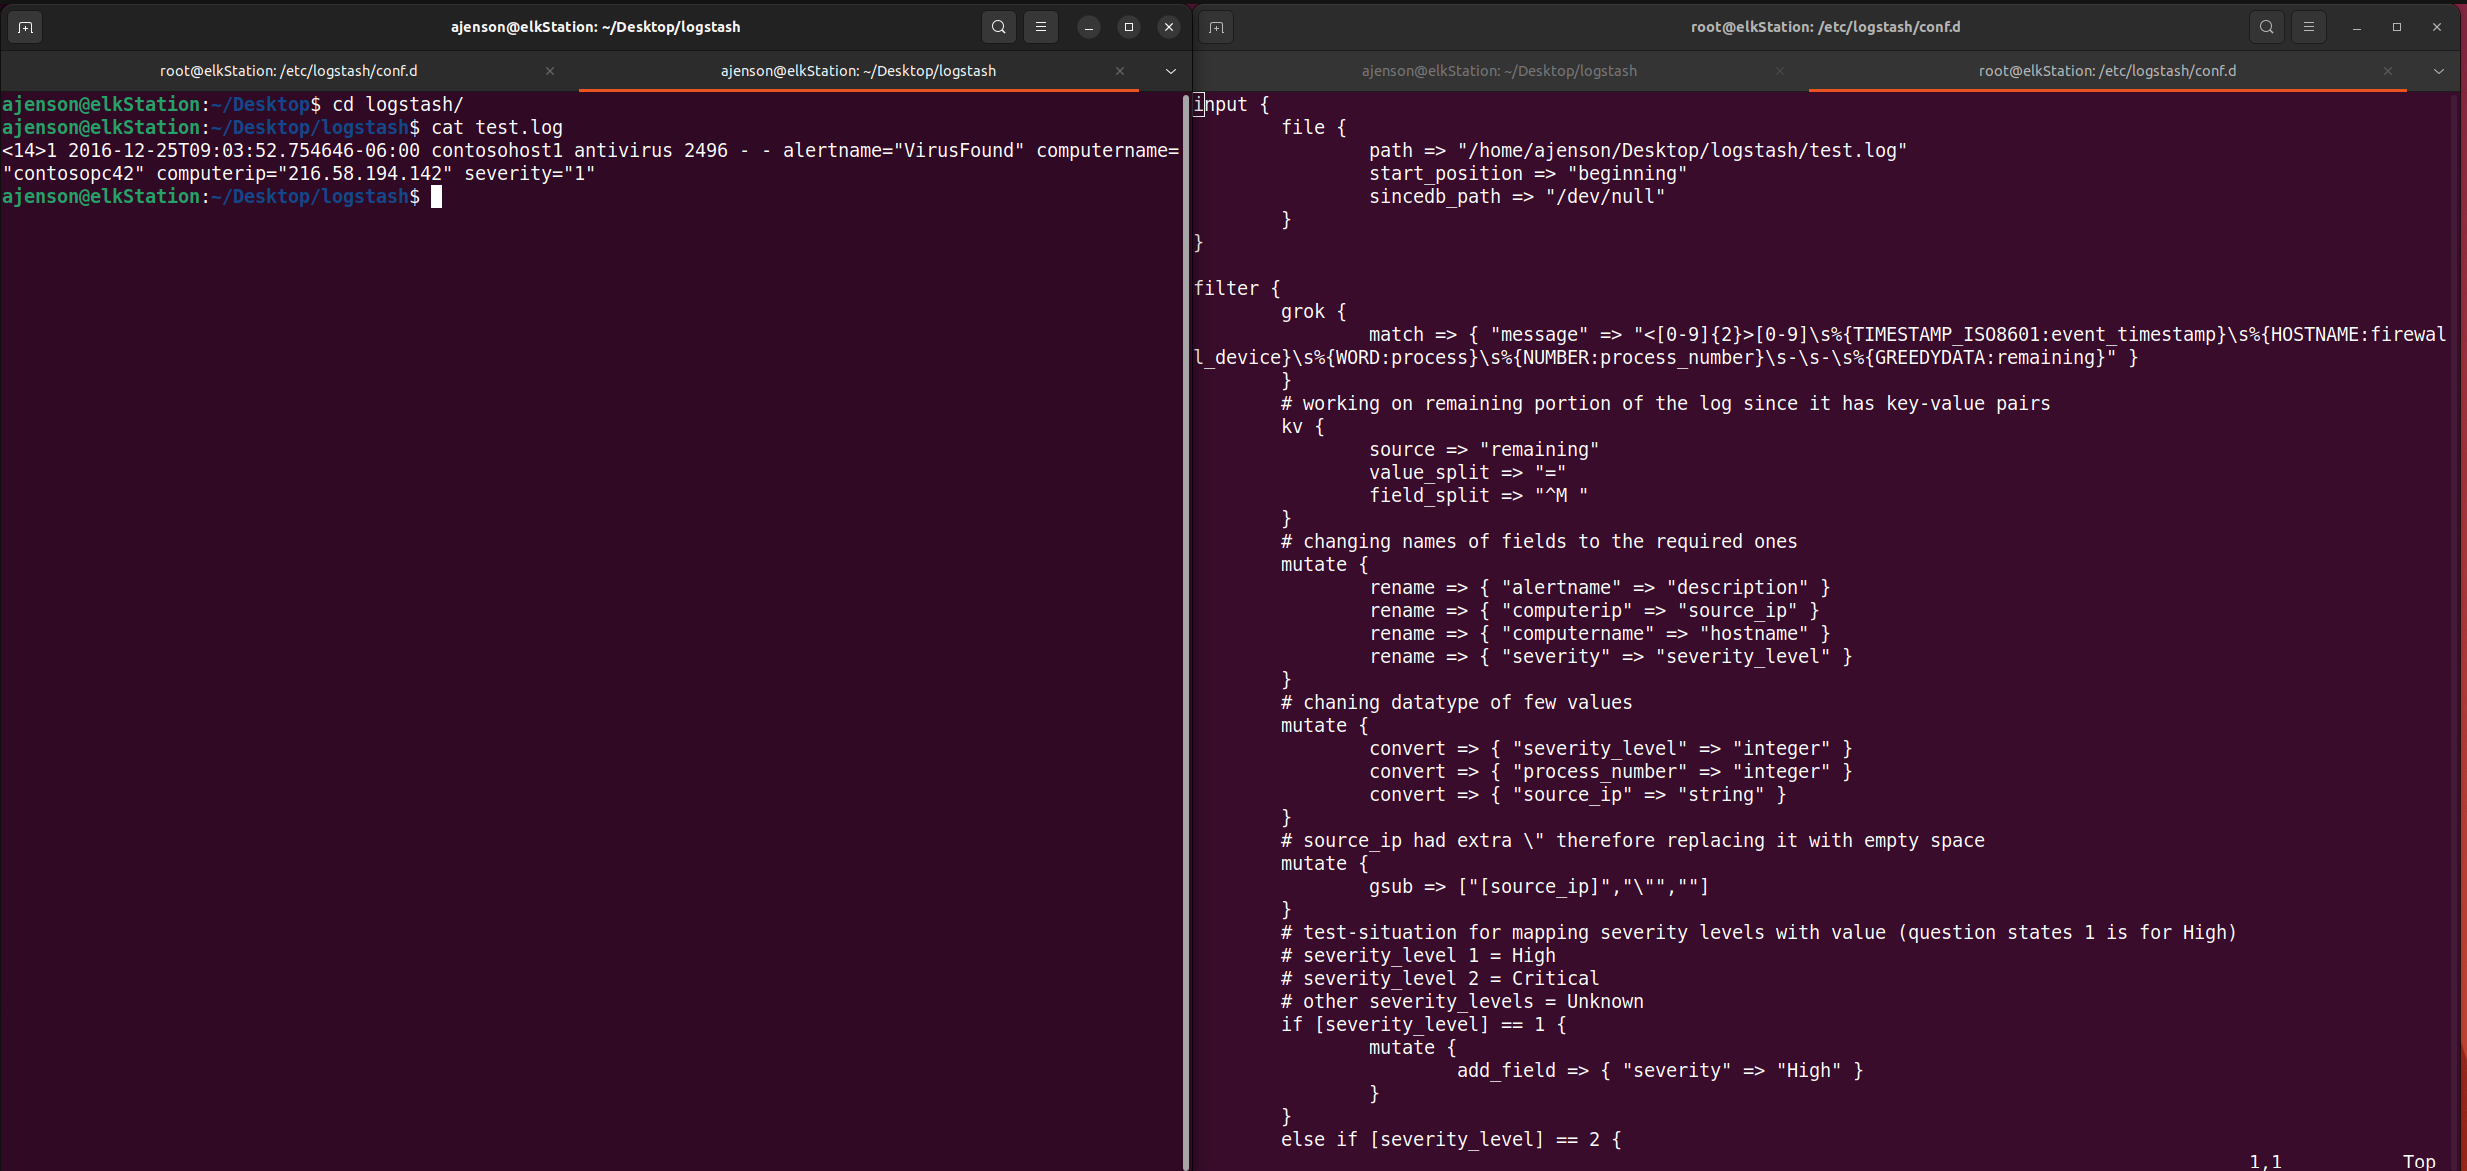 ajenson@elkStation: ~/Desktop/logstash
root@elkStation: /etc/logstash/conf.d
ajenson@elkStation: ~/Desktop/logstash
ajenson@elkStation:~/Desktop$ cd logstash/
ajenson@elkStation:~/Desktop/logstash$ cat test.log
<14>1 2016-12-25T09:03:52.754646-06:00 contosohost1 antivirus 2496 - - alertname="VirusFound" computername=
"contosopc42" computerip="216.58.194.142" severity="1"
ajenson@elkStation:~/Desktop/logstash$
root@elkStation: /etc/logstash/conf.d
ajenson@elkStation: ~/Desktop/logstash
root@elkStation: /etc/logstash/conf.d
input {
file {
path => "/home/ajenson/Desktop/logstash/test.log"
start_position => "beginning"
sincedb_path => "/dev/null"
}
}
filter {
grok {
match => { "message" => "<[0-9]{2}>[0-9]\s%{TIMESTAMP_ISO8601:event_timestamp}\s%{HOSTNAME:firewal
l_device}\s%{WORD:process}\s%{NUMBER:process_number}\s-\s-\s%{GREEDYDATA:remaining}" }
}
# working on remaining portion of the log since it has key-value pairs
kv {
source => "remaining"
value_split => "="
field_split => "^M "
}
# changing names of fields to the required ones
mutate {
rename => { "alertname" => "description" }
rename => { "computerip" => "source_ip" }
rename => { "computername" => "hostname" }
rename => { "severity" => "severity_level" }
}
# chaning datatype of few values
mutate {
convert => { "severity_level" => "integer" }
convert => { "process_number" => "integer" }
convert => { "source_ip" => "string" }
}
# source_ip had extra \" therefore replacing it with empty space
mutate {
gsub => ["[source_ip]","\"",""]
}
# test-situation for mapping severity levels with value (question states 1 is for High)
# severity_level 1 = High
# severity_level 2 = Critical
# other severity_levels = Unknown
if [severity_level] == 1 {
mutate {
add_field => { "severity" => "High" }
}
}
else if [severity_level] == 2 {
1,1 Top